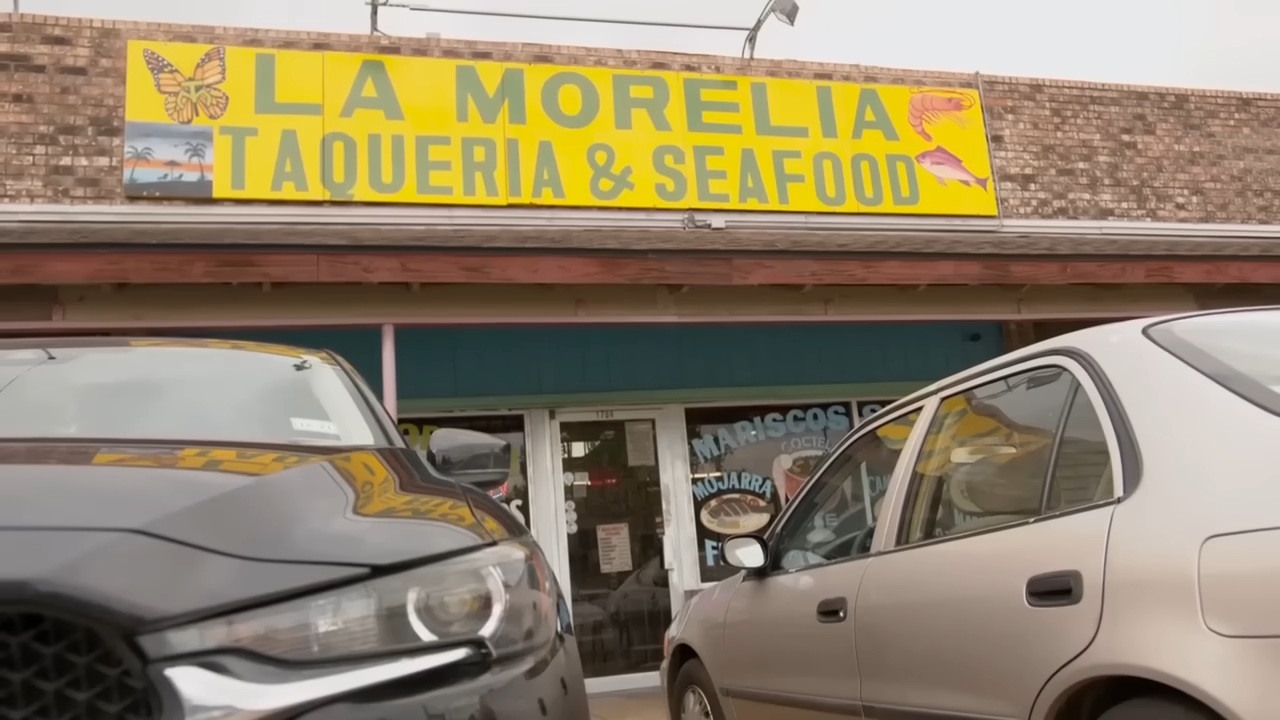 LA MORELIA
TAQUERIA & SEAFOOD
MARISCOS
MOJARRA